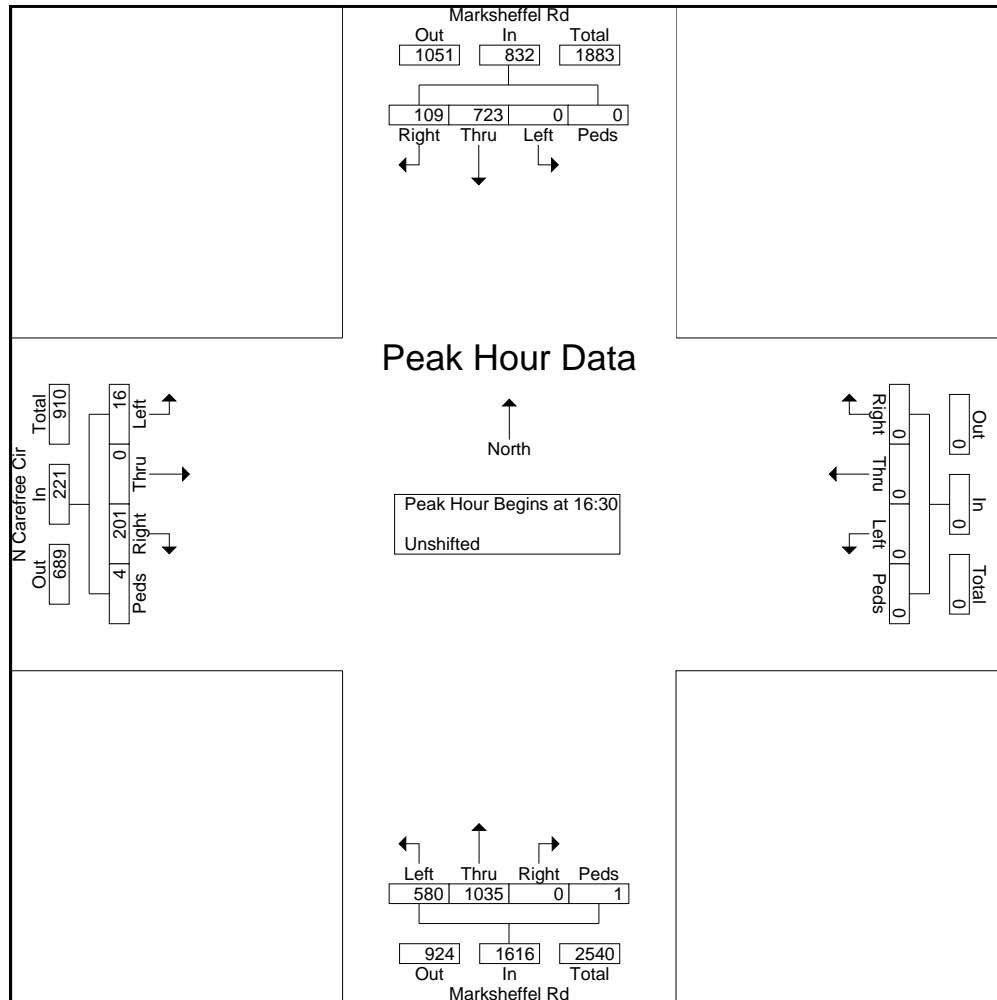 Marksheffel Rd
Out In Total
1051 832 1883
109 723 0 0
Right Thru Left Peds
Peak Hour Data
North
Peak Hour Begins at 16:30
Unshifted
N Carefree Cir
Total In Out
910 221 689
16 0 201 4
Left Thru Right Peds
Right Thru Left Peds
0 0 0 0
0 0 0
Out In Total
Left Thru Right Peds
580 1035 0 1
924 1616 2540
Out In Total
Marksheffel Rd